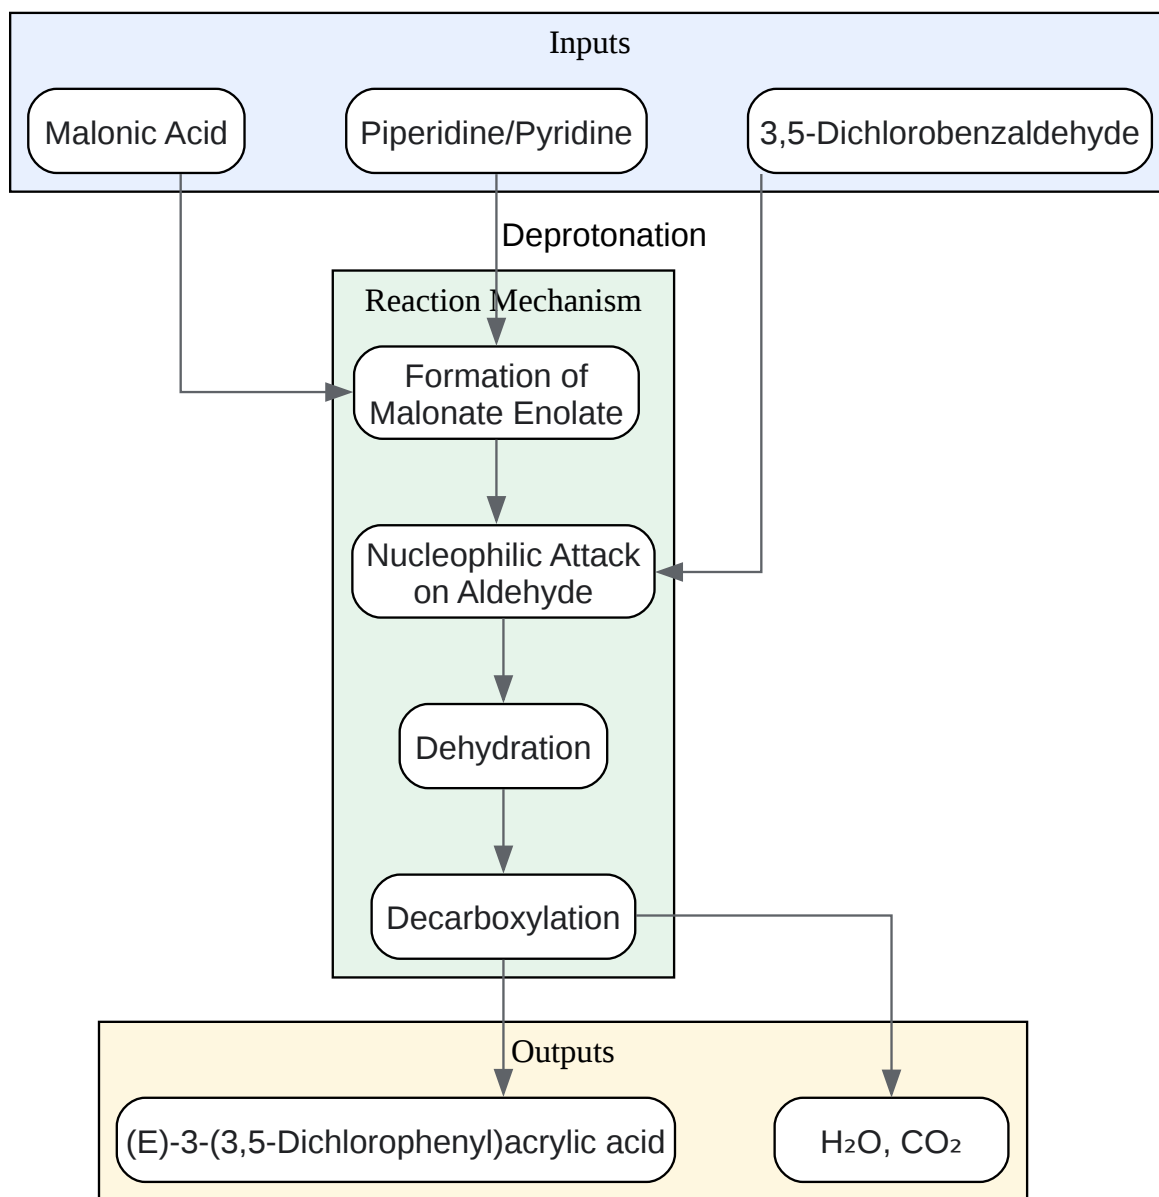 Inputs
Malonic Acid
Piperidine/Pyridine
3,5-Dichlorobenzaldehyde
Deprotonation
Reaction Mechanism
Formation of
Malonate Enolate
Nucleophilic Attack
on Aldehyde
Dehydration
Decarboxylation
Outputs
(E)-3-(3,5-Dichlorophenyl)acrylic acid
H₂O, CO₂